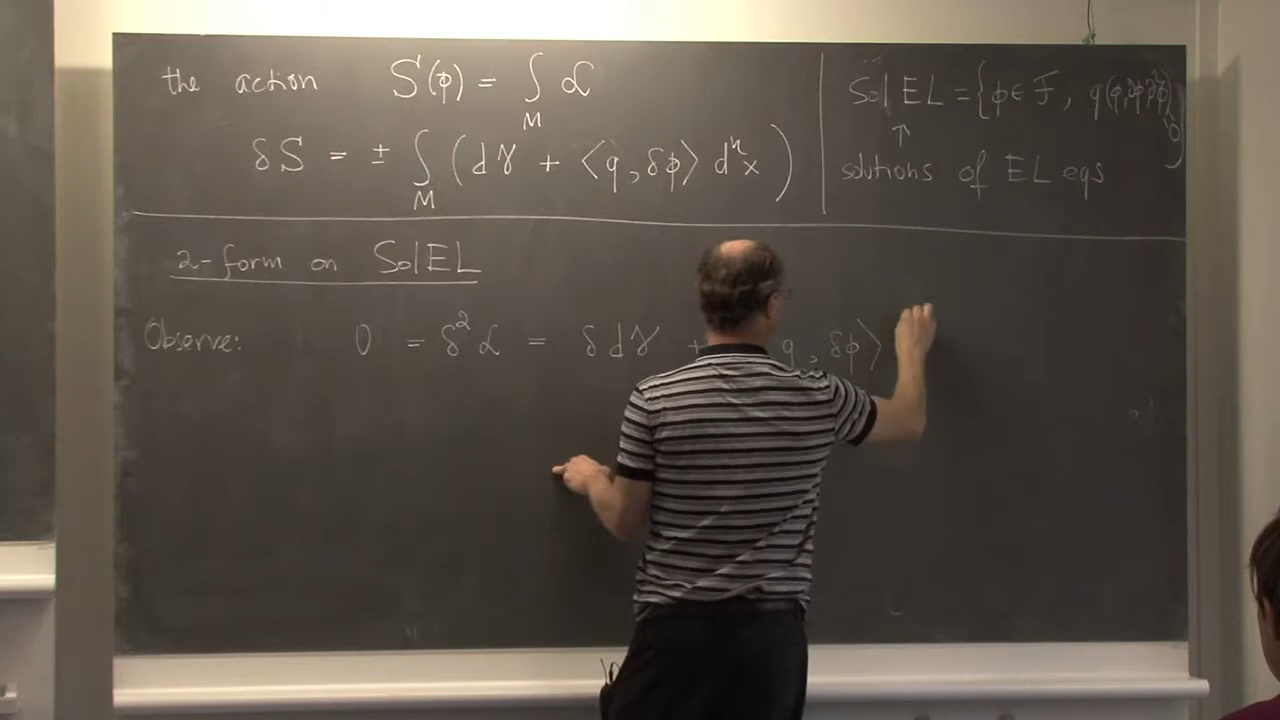 the action S(φ) = ∫_M ℒ
δS = ± ∫_M (dγ + ⟨q, δφ⟩ dⁿx)
Sol EL = {φ ∈ F, q(φ,∂φ,∂²φ) = 0}
↑
solutions of EL eqs
2-form on Sol EL
Observe: 0 = δ²ℒ = δdγ + q, δφ⟩